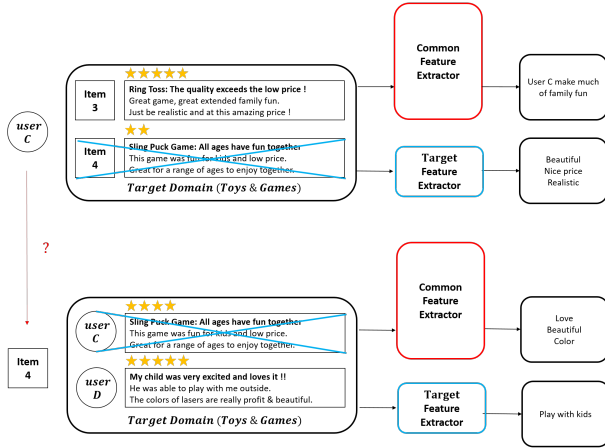 Item
3
Ring Toss: The quality exceeds the low price !
Great game, great extended family fun.
Just be realistic and at this amazing price !
Item
4
Sling Puck Game: All ages have fun together
This game was fun for kids and low price.
Great for a range of ages to enjoy together.
Target Domain (Toys & Games)
user
C
?
Item
4
Common
Feature
Extractor
User C make much
of family fun
Target
Feature
Extractor
Beautiful
Nice price
Realistic
user
C
Sling Puck Game: All ages have fun together
This game was fun for kids and low price.
Great for a range of ages to enjoy together.
user
D
My child was very excited and loves it !!
He was able to play with me outside.
The colors of lasers are really profit & beautiful.
Target Domain (Toys & Games)
Common
Feature
Extractor
Love
Beautiful
Color
Target
Feature
Extractor
Play with kids